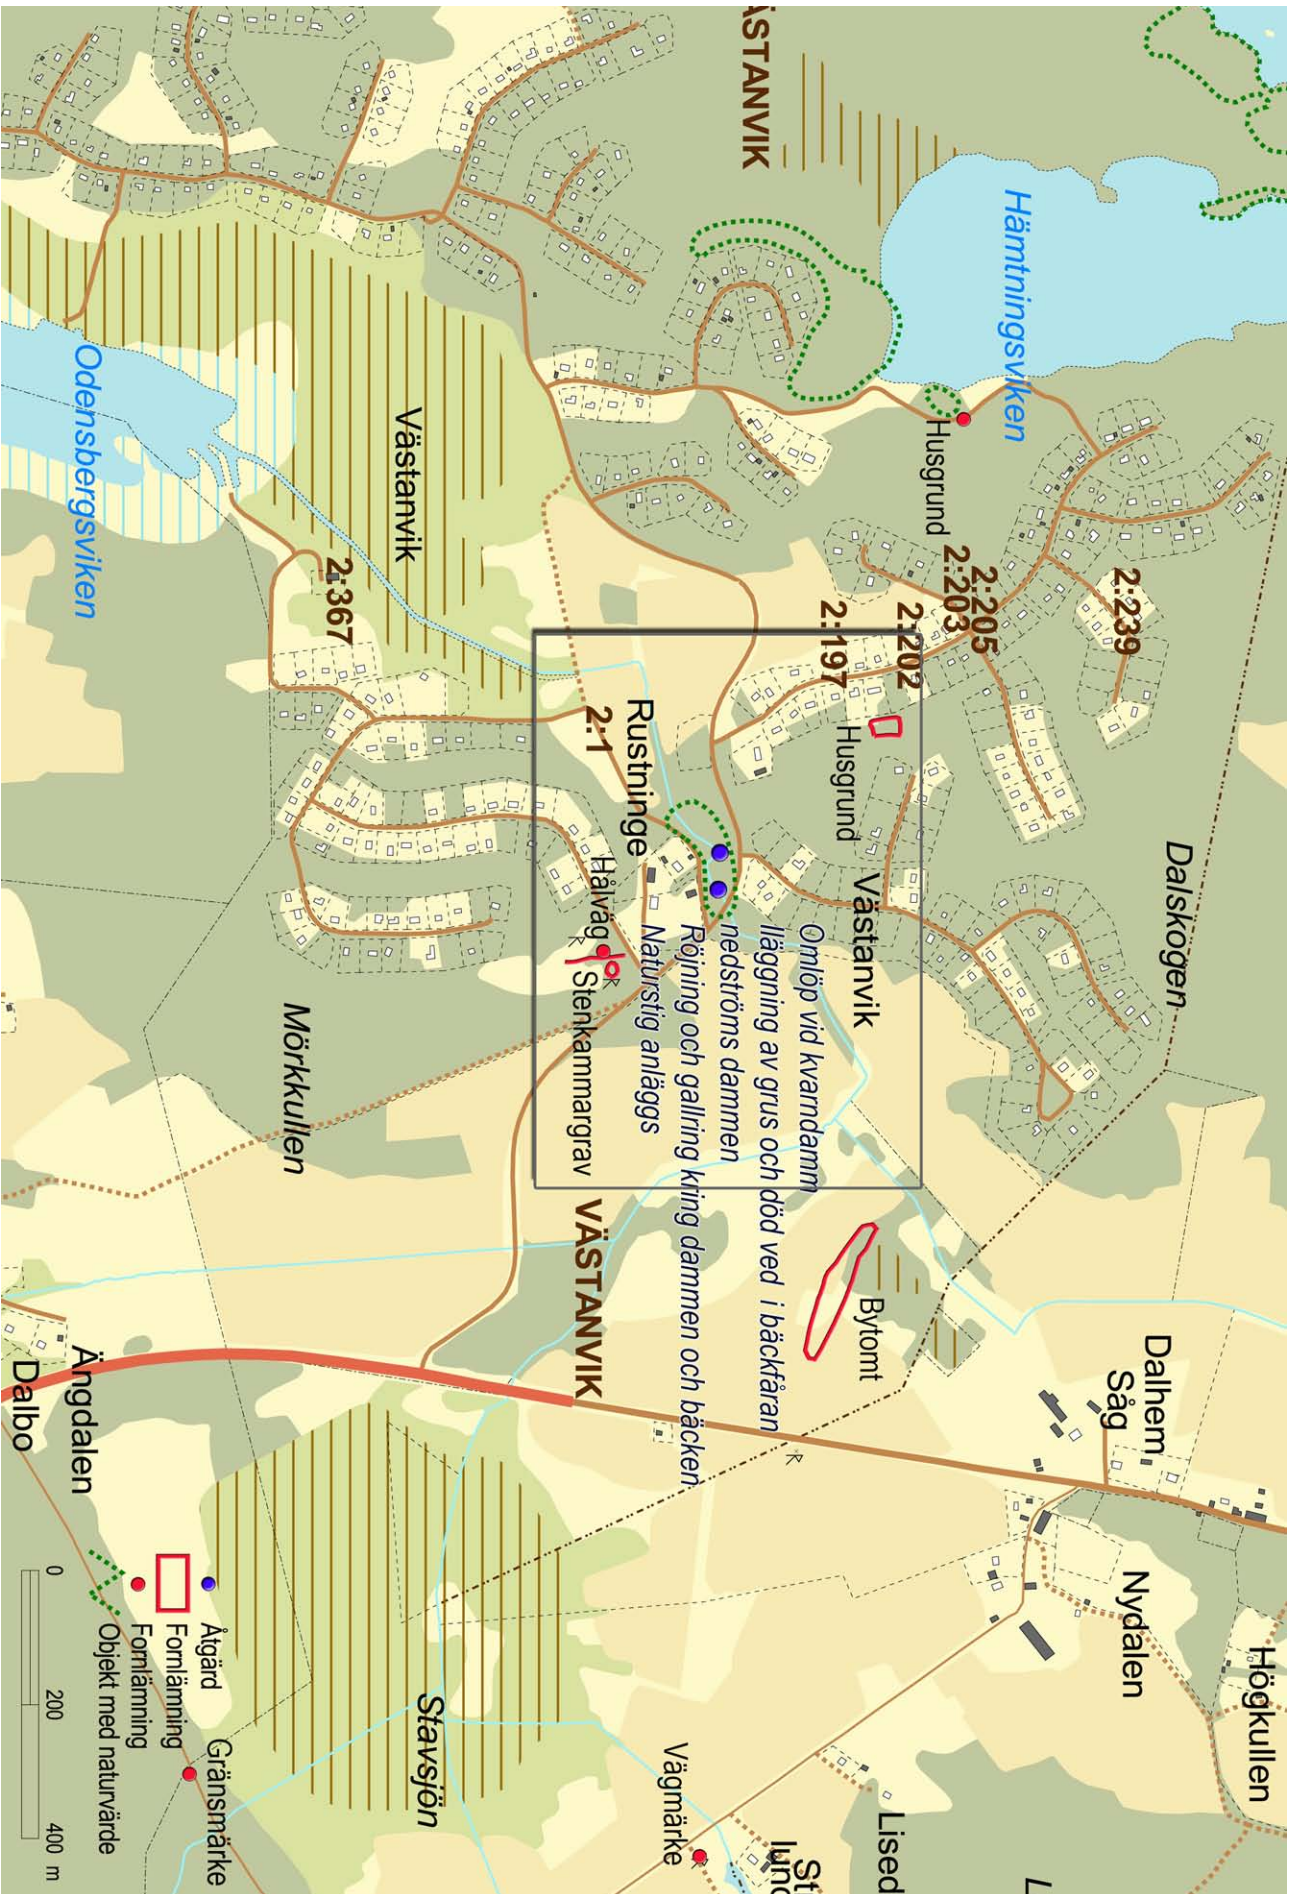 Högkullen
Dalskogen
Dalhem
Såg
Nydalen
2:239
Hämtningsviken
2:205
2:203
Husgrund
2:202
Lised
Bytomt
Västanvik
Husgrund
2:197
St
lund
Omlöp vid kvarndamm
läggning av grus och död ved i bäckfåran
nedströms dammen
Röjning och gallring kring dammen och bäcken
Naturstig anläggs
ÄSTANVIK
Vägmärke
Rustninge
2:1
Hålväg
Stenkammargrav
VÄSTANVIK
Stavsjön
Västanvik
2:367
Mörkkullen
Gränsmärke
Ängdalen
Odensbergsviken
Dalbo
Åtgärd
Fornlämning
Fornlämning
Objekt med naturvärde
0 200 400 m